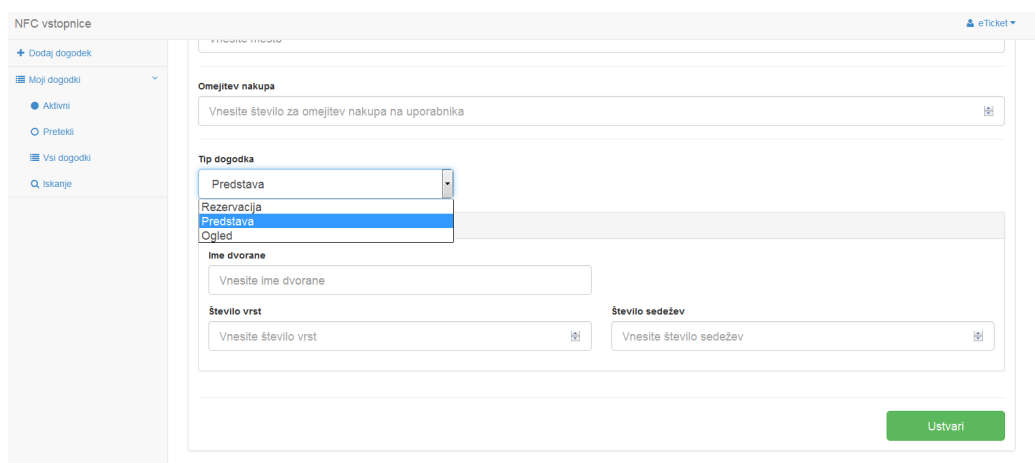 NFC vstopnice
eTicket
Dodaj dogodek
Moji dogodki
Aktivni
Pretekli
Vsi dogodki
Iskanje
Vnesite mesto
Omejitev nakupa
Vnesite število za omejitev nakupa na uporabnika
Tip dogodka
Predstava
Rezervacija
Predstava
Ogled
Ime dvorane
Vnesite ime dvorane
Število vrst
Število sedežev
Vnesite število vrst
Vnesite število sedežev
Ustvari